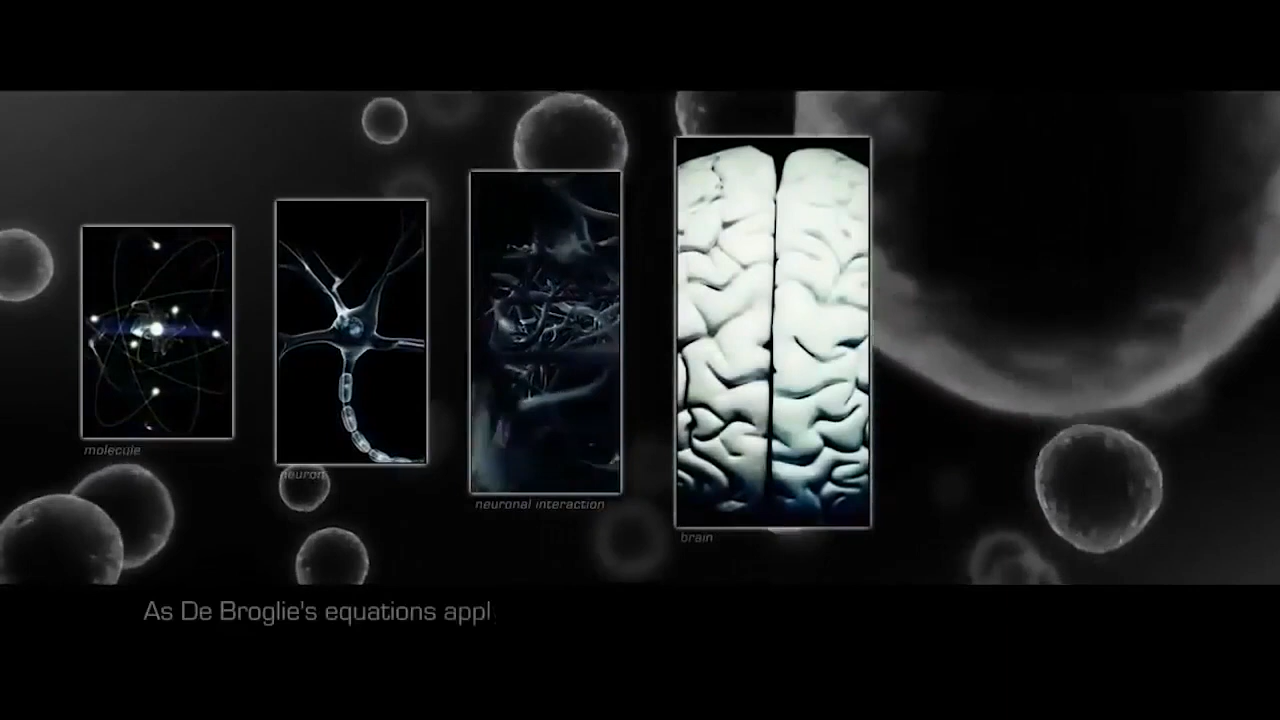 molecule
neuron
neuronal interaction
brain
As De Broglie's equations appl